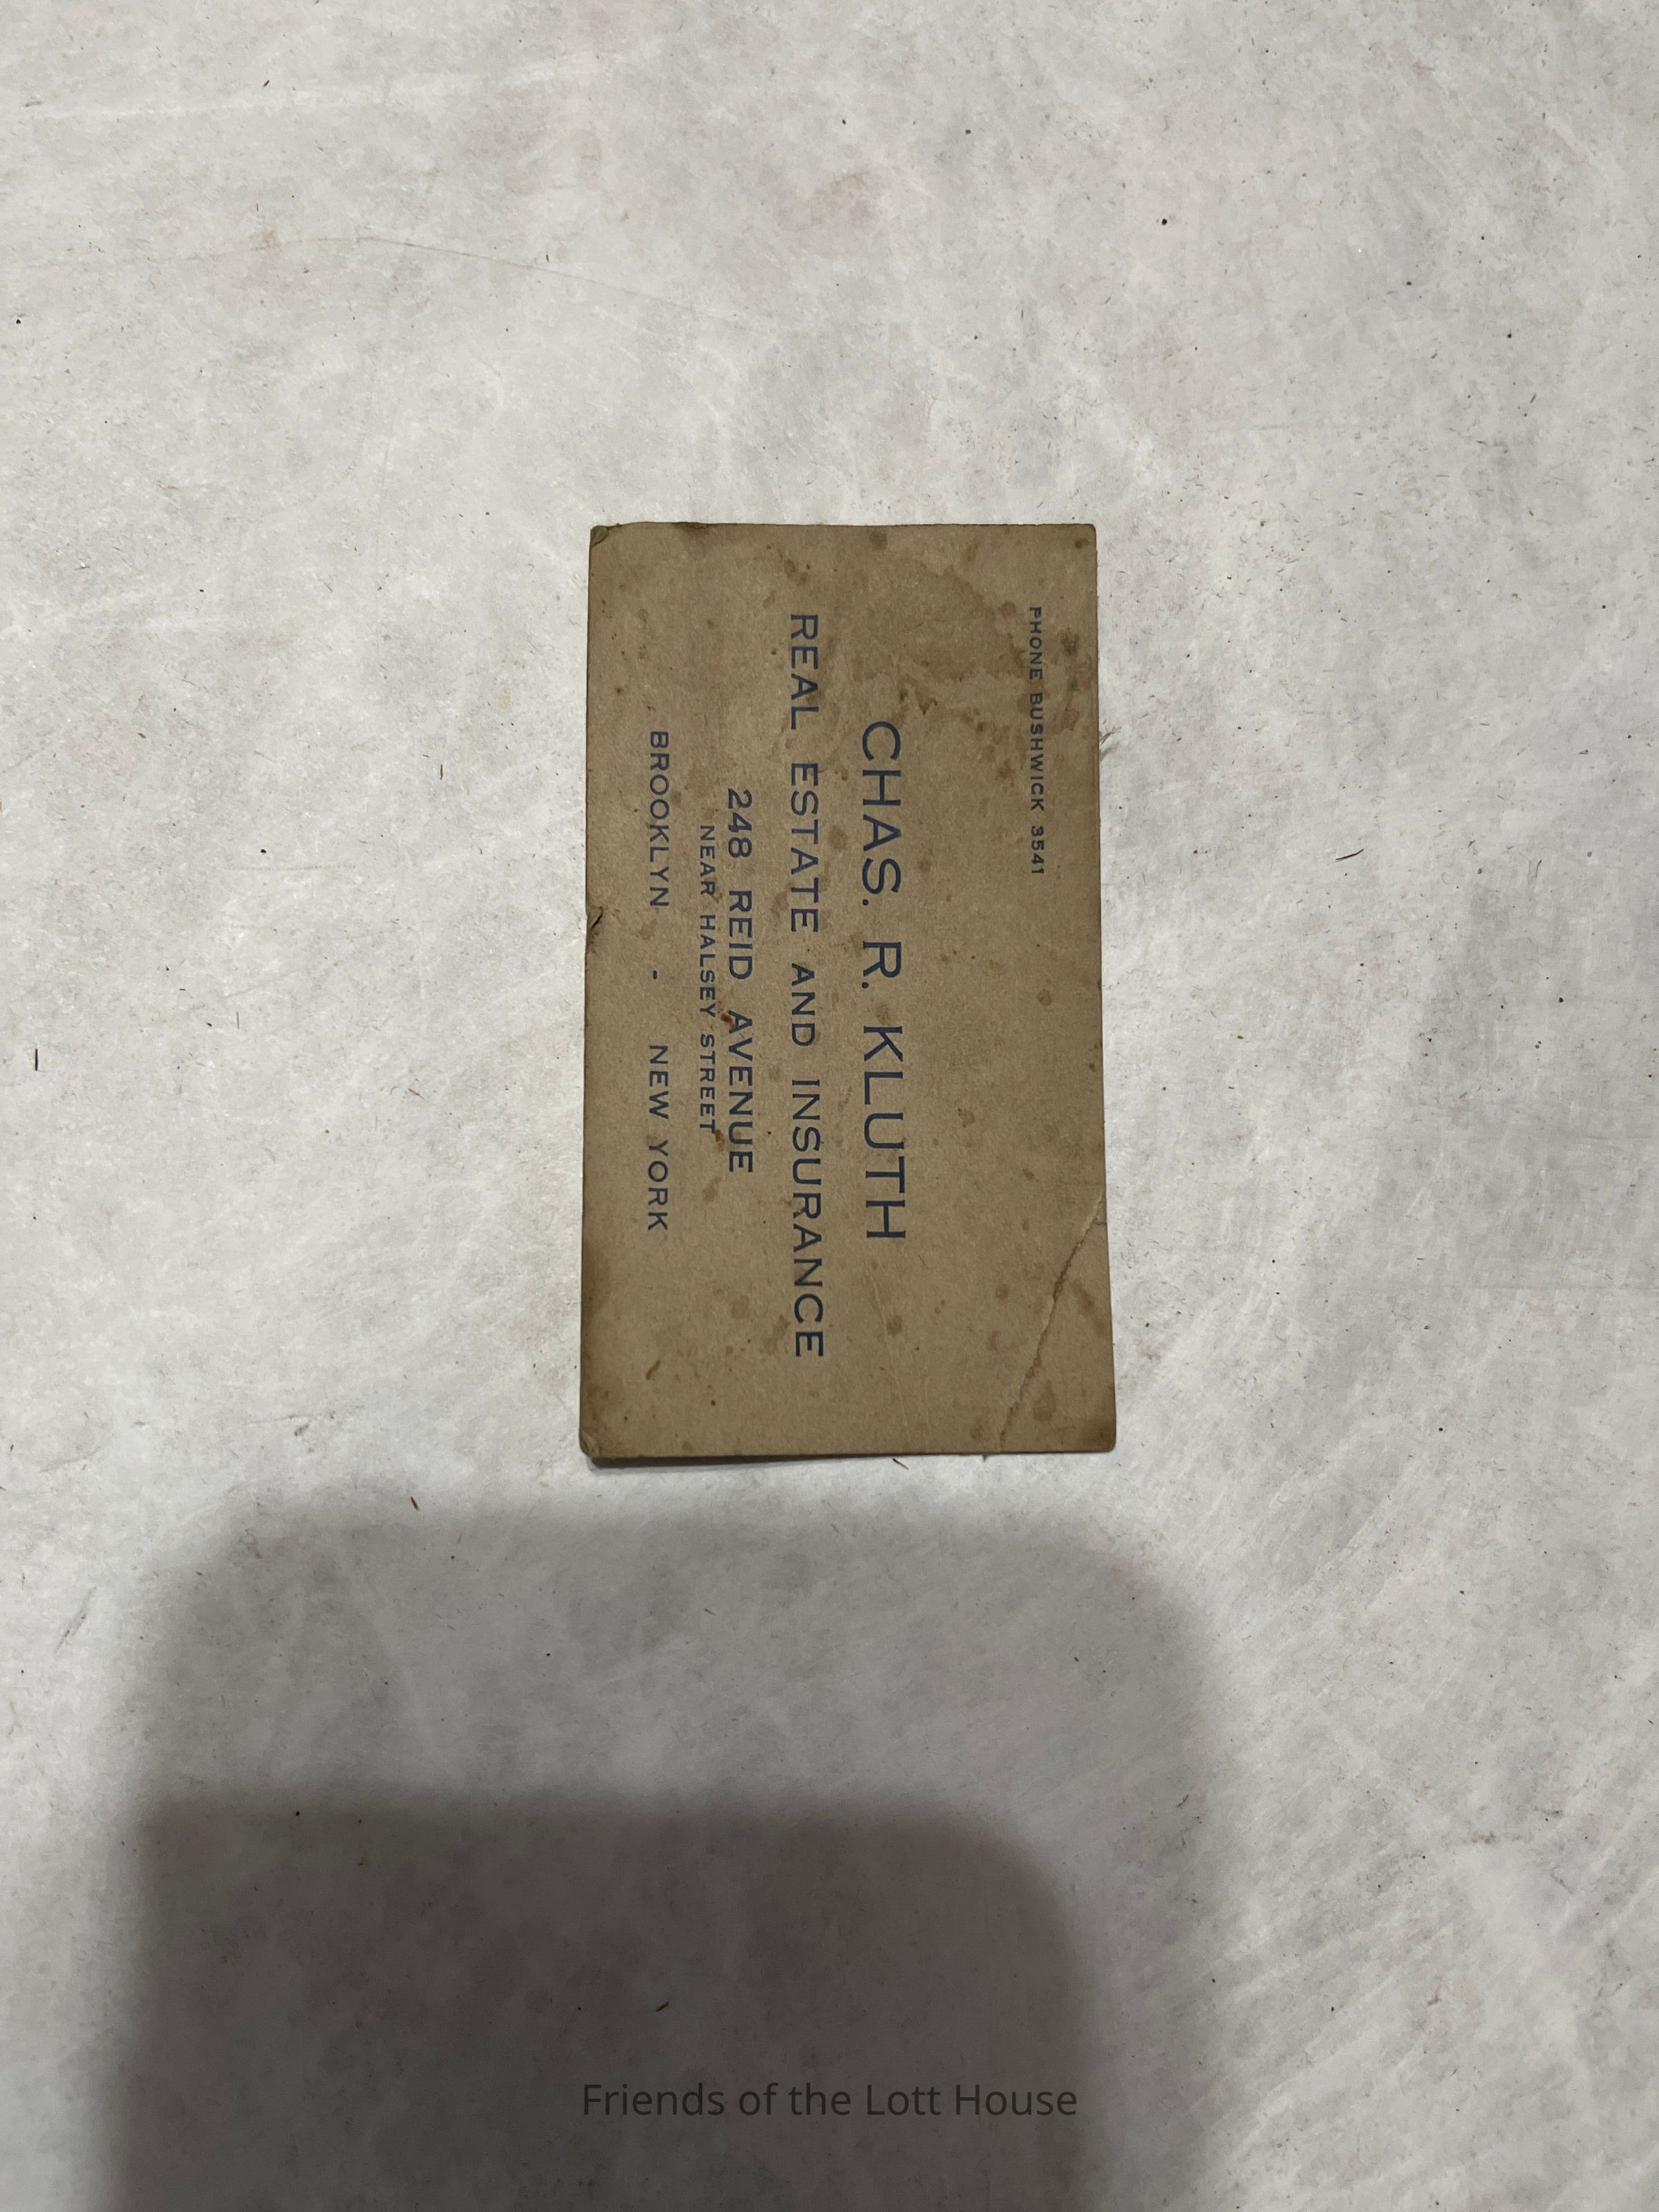 PHONE BUSHWICK 3541
CHAS. R. KLUTH
REAL ESTATE AND INSURANCE
248 REID AVENUE
NEAR HALSEY STREET
BROOKLYN - NEW YORK
Friends of the Lott House